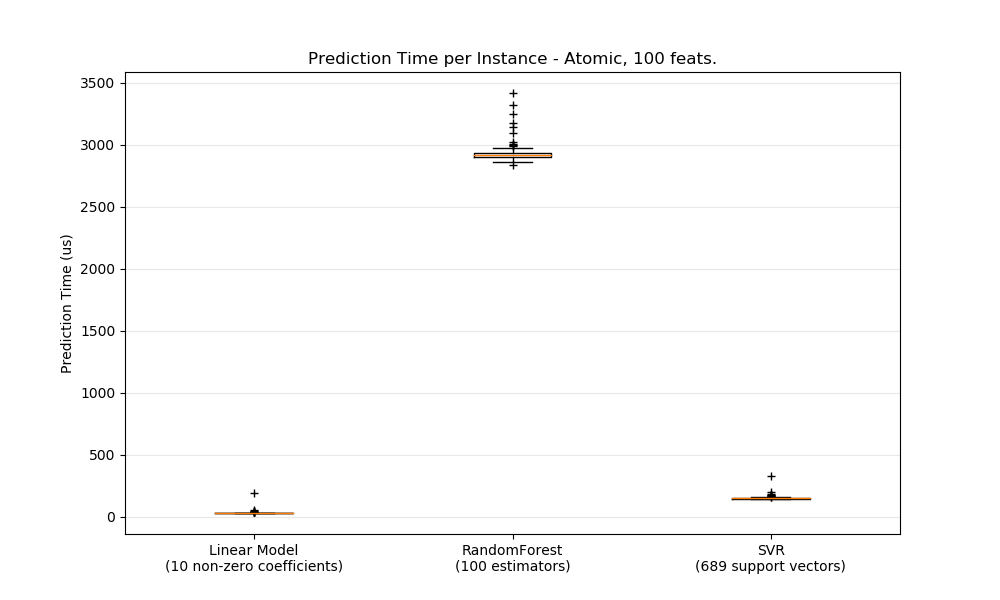 Prediction Time per Instance - Atomic, 100 feats.
3500
3000
2500
2000
1500
1000
500
0
Prediction Time (us)
Linear Model
(10 non-zero coefficients)
RandomForest
(100 estimators)
SVR
(689 support vectors)